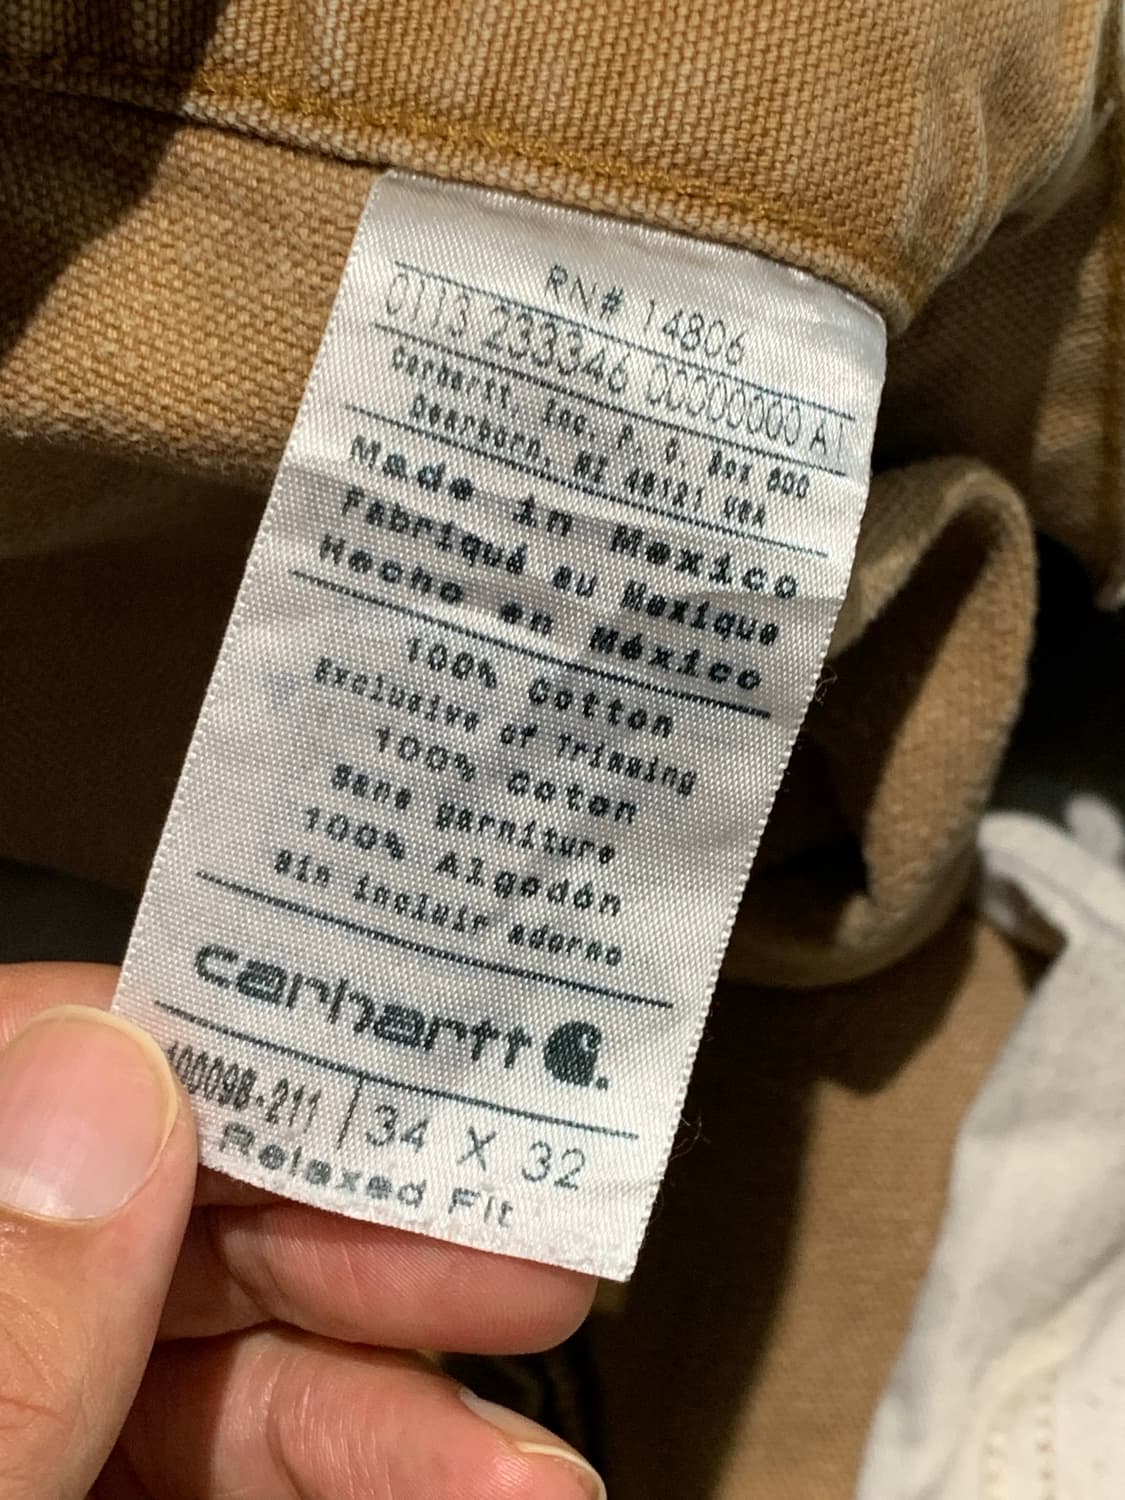 RN# 14806
0113 233346 00000000 A1
Carhartt, Inc. P. O. Box 600
Dearborn, MI 48121 USA
Made in Mexico
Fabriqué au Mexique
Hecho en México
100% Cotton
Exclusive of Trimming
100% Coton
Sans garniture
100% Algodón
Sin incluir adorno
carhartt
100098-211 | 34 X 32
Relaxed Fit